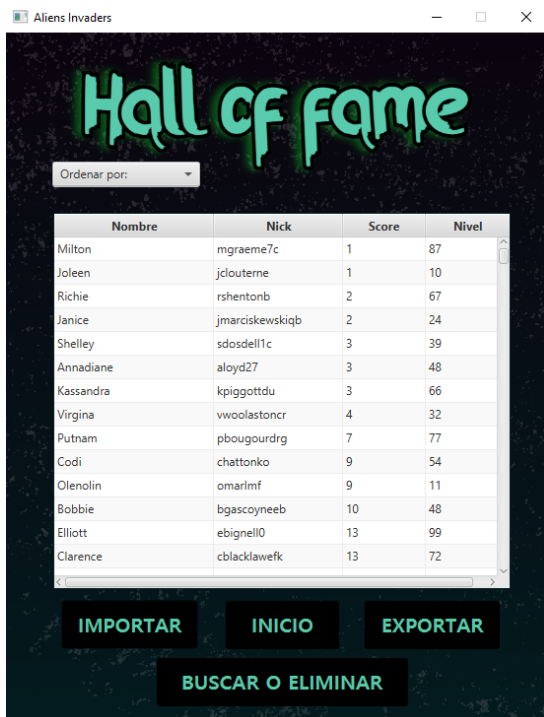 Aliens Invaders
Hall of fame
Ordenar por:
Nombre Nick Score Nivel
Milton mgraeme7c 1 87
Joleen jclouterne 1 10
Richie rshentonb 2 67
Janice jmarciskewskiqb 2 24
Shelley sdosdell1c 3 39
Annadiane aloyd27 3 48
Kassandra kpiggottdu 3 66
Virgina vwoolastoncr 4 32
Putnam pbougourdrg 7 77
Codi chattonko 9 54
Olenolin omarlmf 9 11
Bobbie bgascoyneeb 10 48
Elliott ebignell0 13 99
Clarence cblacklawefk 13 72
IMPORTAR INICIO EXPORTAR
BUSCAR O ELIMINAR